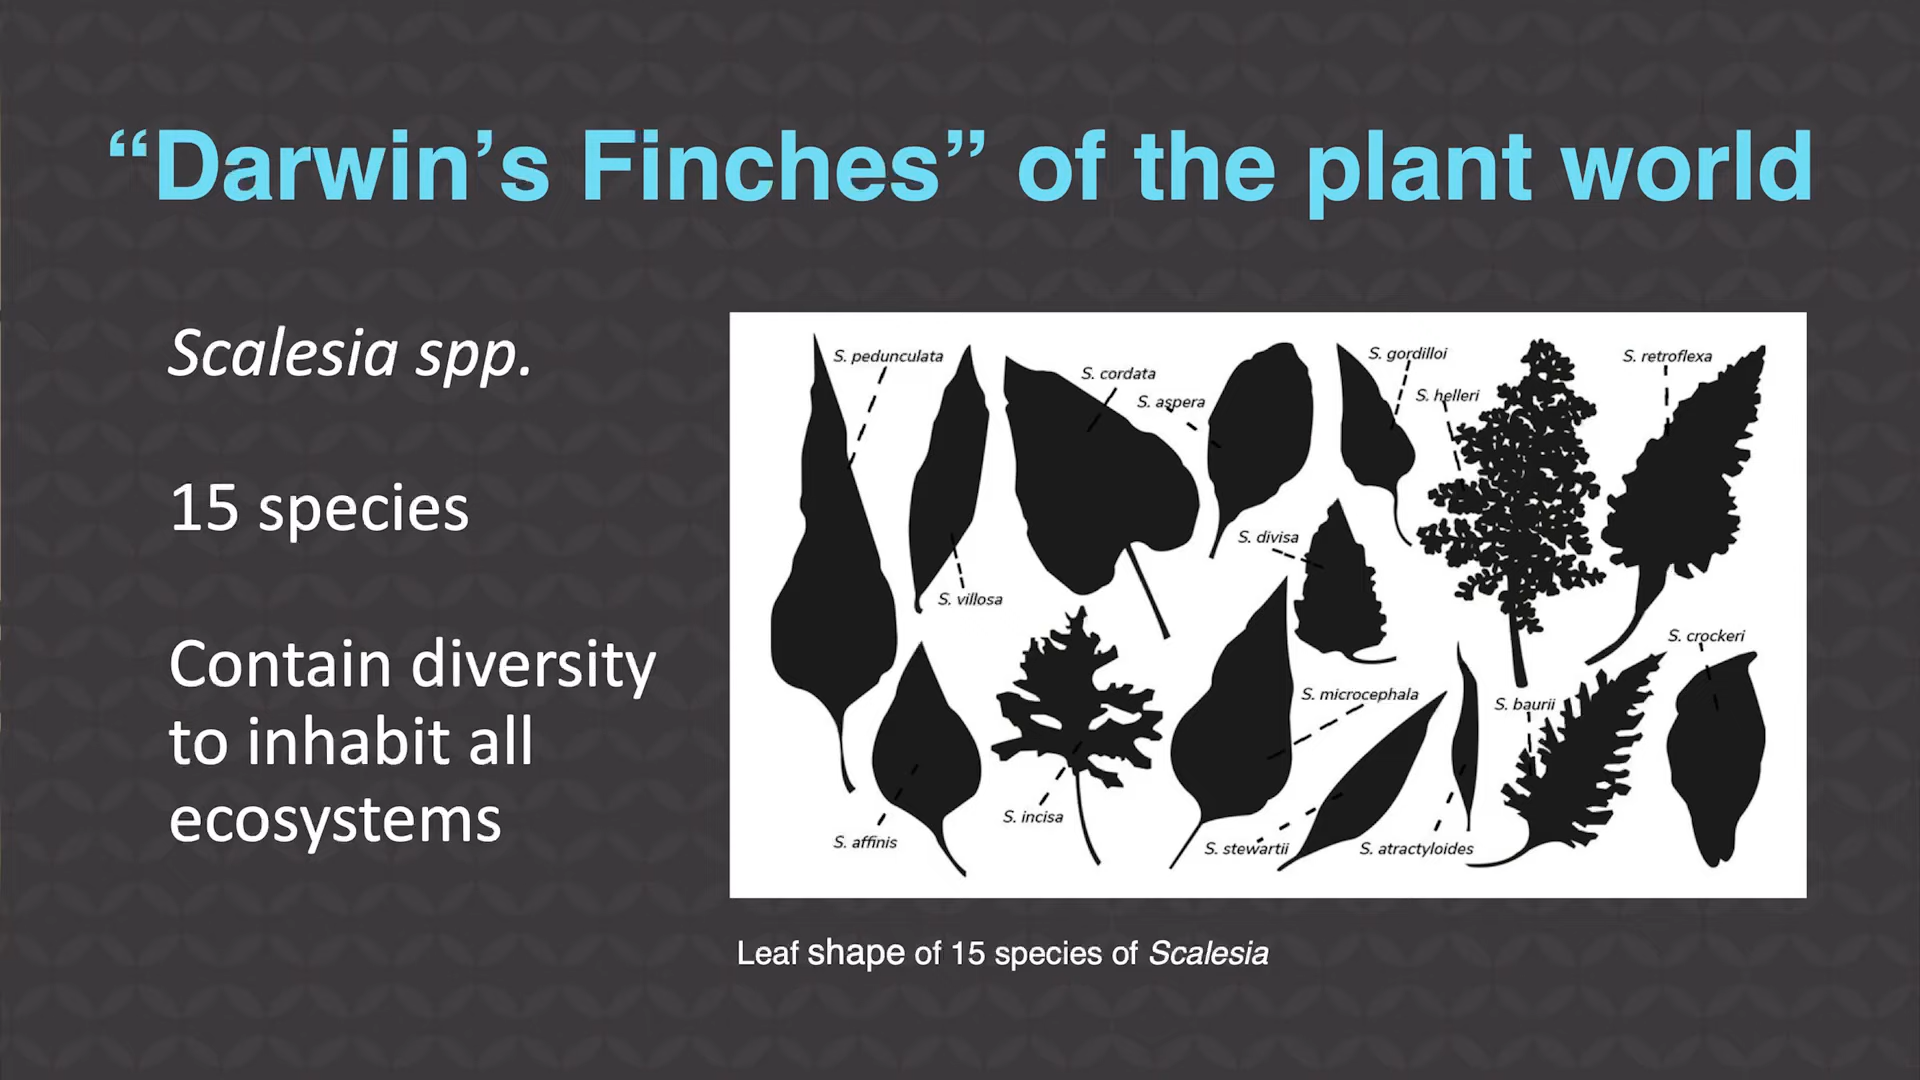 “Darwin’s Finches” of the plant world
Scalesia spp.
15 species
Contain diversity
to inhabit all
ecosystems
S. pedunculata
S. cordata
S. aspera
S. gordilloi
S. helleri
S. retroflexa
S. divisa
S. villosa
S. crockeri
S. microcephala
S. baurii
S. incisa
S. affinis
S. stewartii
S. atractyloides
Leaf shape of 15 species of Scalesia